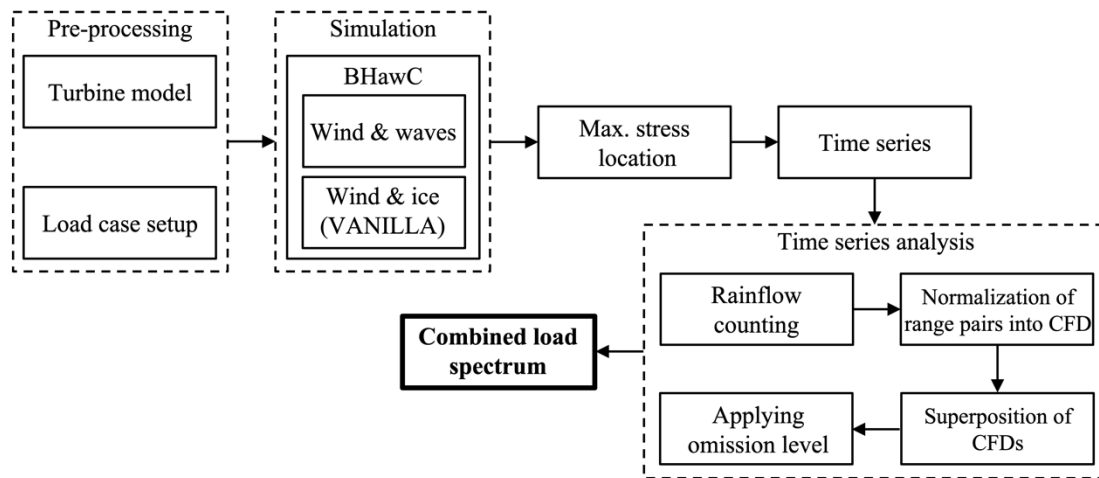 Pre-processing
Turbine model
Load case setup
Simulation
BHawC
Wind & waves
Wind & ice
(VANILLA)
Max. stress
location
Time series
Time series analysis
Rainflow
counting
Normalization of
range pairs into CFD
Superposition of
CFDs
Applying
omission level
Combined load
spectrum